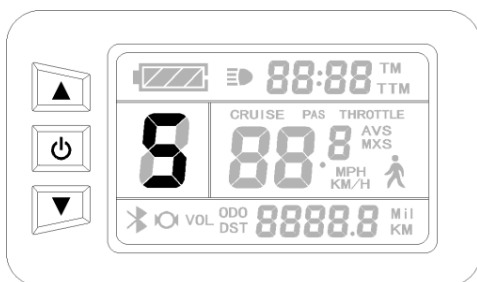 88:88 TM
TTM
5
CRUISE PAS THROTTLE
88.8 AVS
MXS
MPH
KM/H
VOL ODO
DST 8888.8 Mil
KM